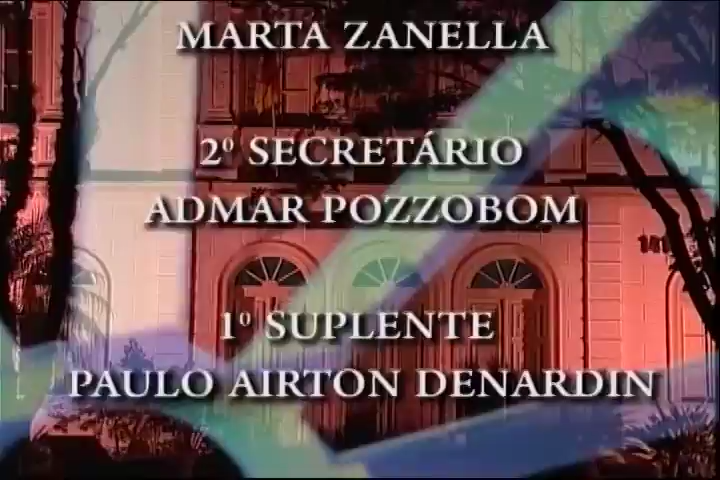 MARTA ZANELLA
2º SECRETÁRIO
ADMAR POZZOBOM
1º SUPLENTE
PAULO AIRTON DENARDIN